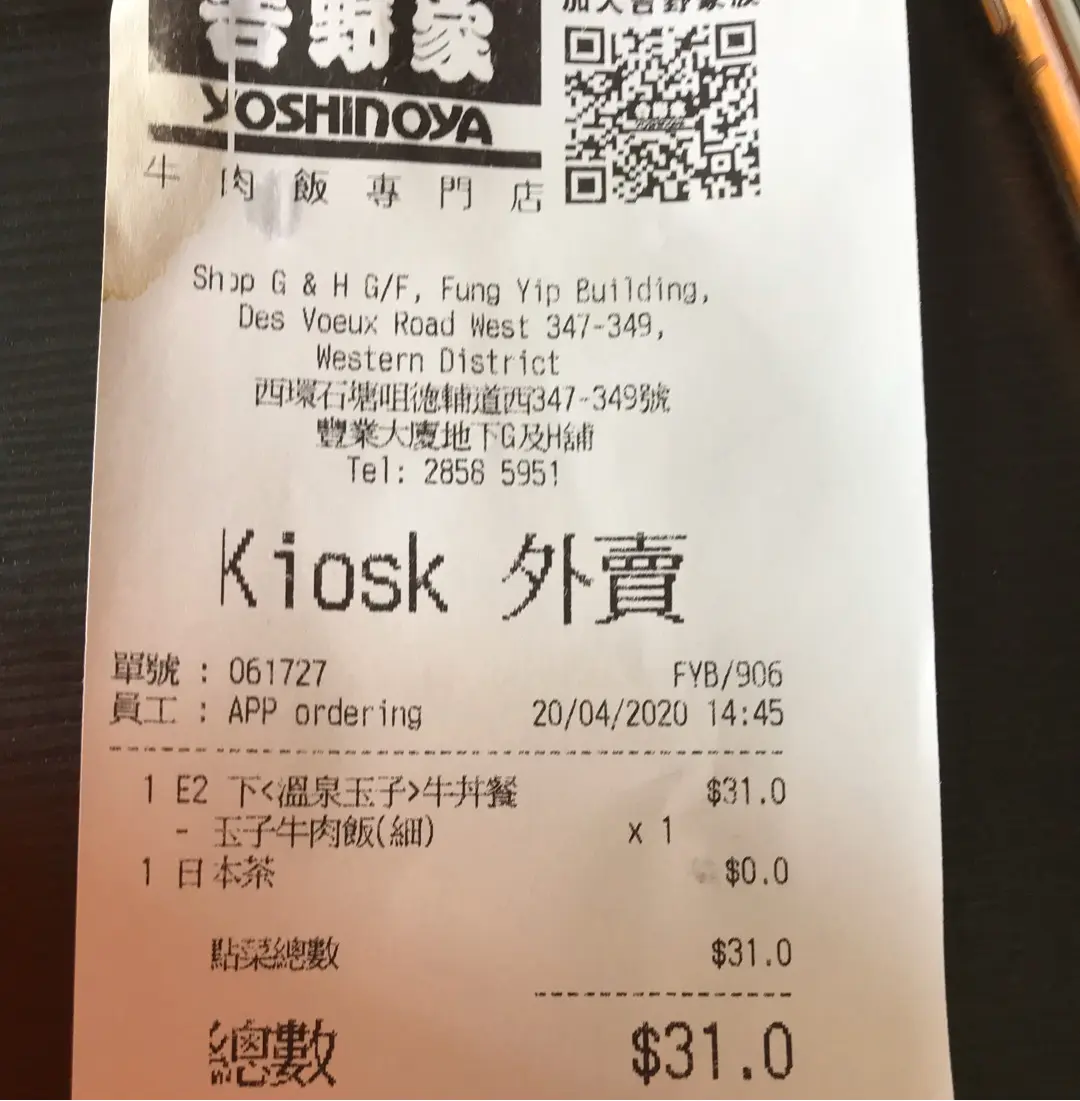 吉野家
加入吉野家
YOSHINOYA
牛肉飯專門店
Shop G & H G/F, Fung Yip Building,
Des Voeux Road West 347-349,
Western District
西環石塘咀德輔道西347-349號
豐業大廈地下G及H舖
Tel: 2858 5951
Kiosk 外賣
單號 : 061727 FYB/906
員工 : APP ordering 20/04/2020 14:45
1 E2 下<溫泉玉子>牛丼餐 $31.0
- 玉子牛肉飯(細) x 1
1 日本茶 $0.0
點菜總數 $31.0
總數 $31.0